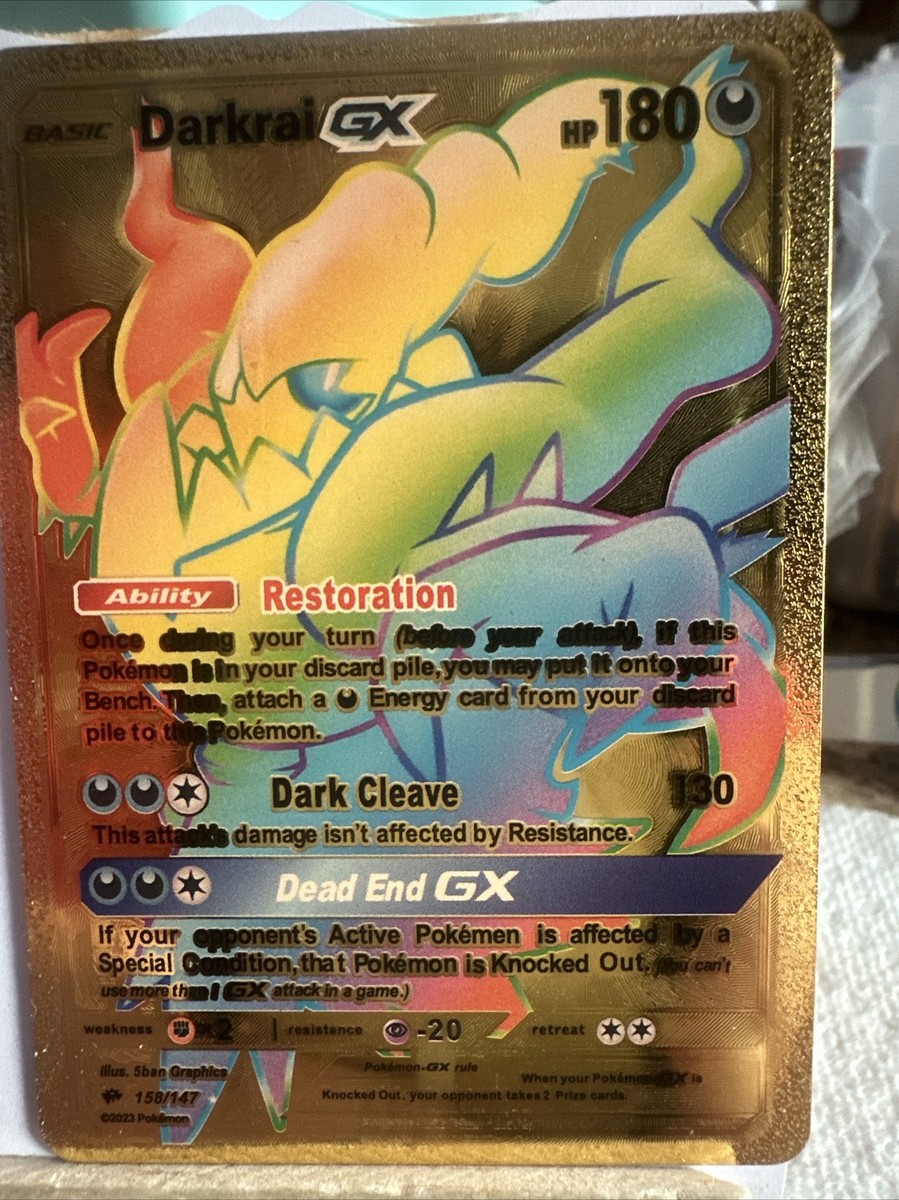 BASIC Darkrai GX HP 180
Ability Restoration
Once during your turn (before your attack), if this
Pokémon is in your discard pile, you may put it onto your
Bench. Then, attach a Energy card from your discard
pile to this Pokémon.
Dark Cleave 130
This attack's damage isn't affected by Resistance.
Dead End GX
If your opponent's Active Pokémen is affected by a
Special Condition, that Pokémon is Knocked Out. (You can't
use more than 1 GX attack in a game.)
weakness ×2 resistance -20 retreat
Illus. 5ban Graphics Pokémon-GX rule When your Pokémon-GX is
158/147 Knocked Out, your opponent takes 2 Prize cards.
©2023 Pokémon